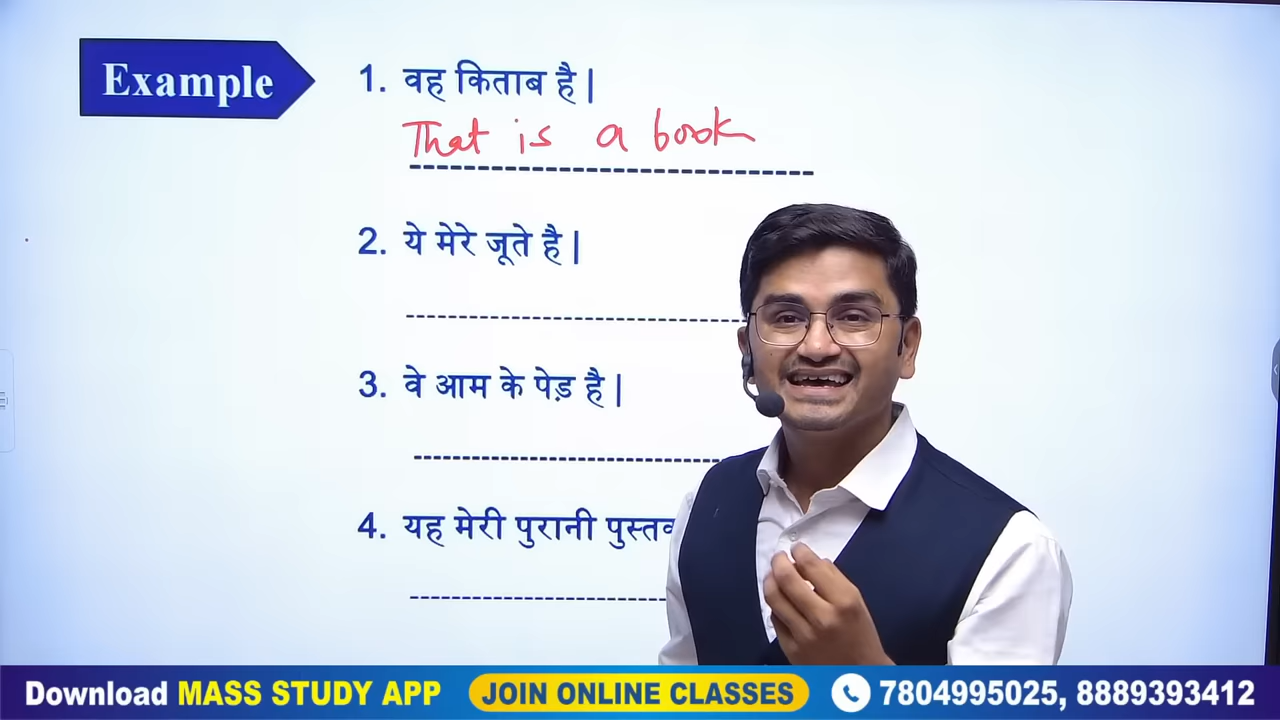 Example
1. वह किताब है |
That is a book
2. ये मेरे जूते है |
3. वे आम के पेड़ है |
4. यह मेरी पुरानी
Download MASS STUDY APP JOIN ONLINE CLASSES 7804995025, 8889393412